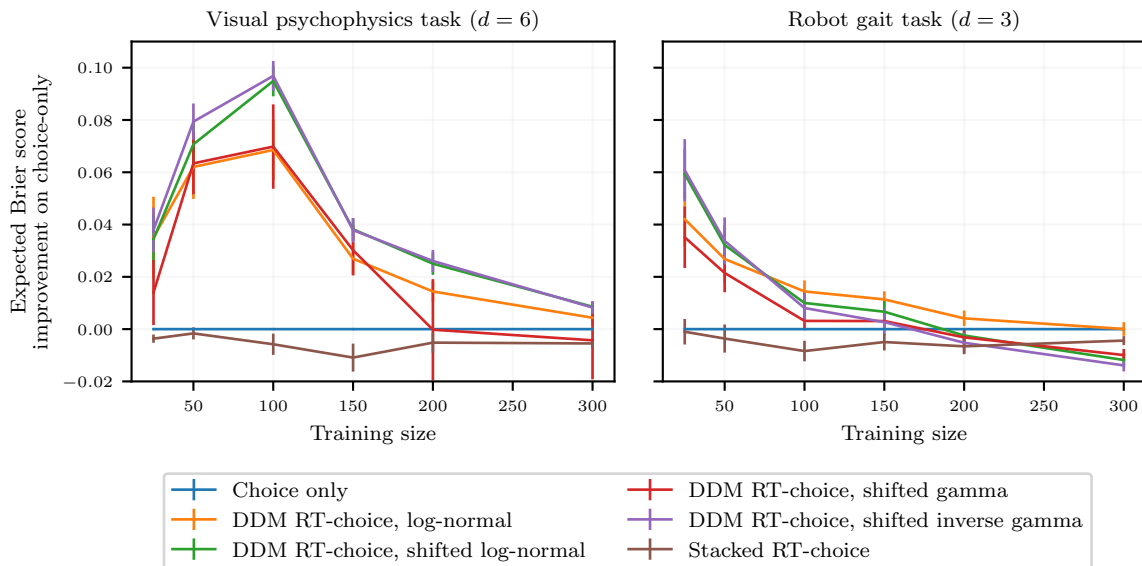 Visual psychophysics task (d = 6)
Robot gait task (d = 3)
Expected Brier score
improvement on choice-only
0.10
0.08
0.06
0.04
0.02
0.00
−0.02
50
100
150
200
250
300
Training size
50
100
150
200
250
300
Training size
Choice only
DDM RT-choice, log-normal
DDM RT-choice, shifted log-normal
DDM RT-choice, shifted gamma
DDM RT-choice, shifted inverse gamma
Stacked RT-choice